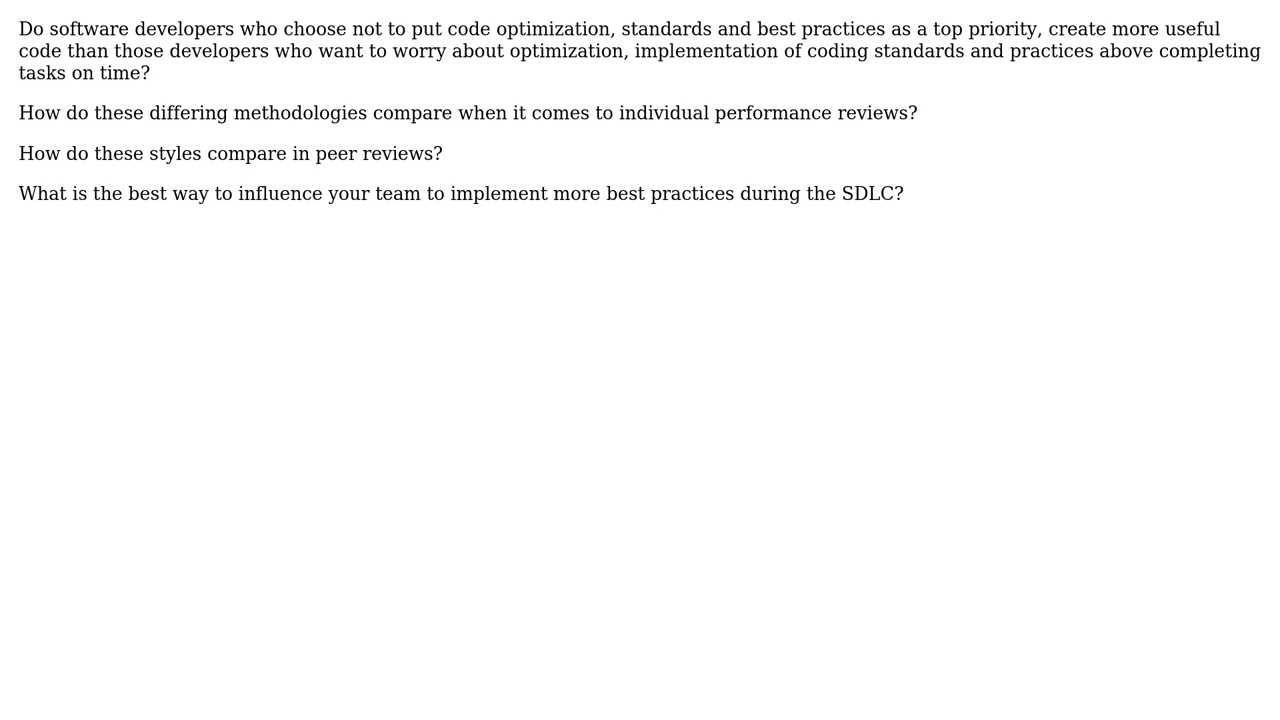 Do software developers who choose not to put code optimization, standards and best practices as a top priority, create more useful
code than those developers who want to worry about optimization, implementation of coding standards and practices above completing
tasks on time?
How do these differing methodologies compare when it comes to individual performance reviews?
How do these styles compare in peer reviews?
What is the best way to influence your team to implement more best practices during the SDLC?